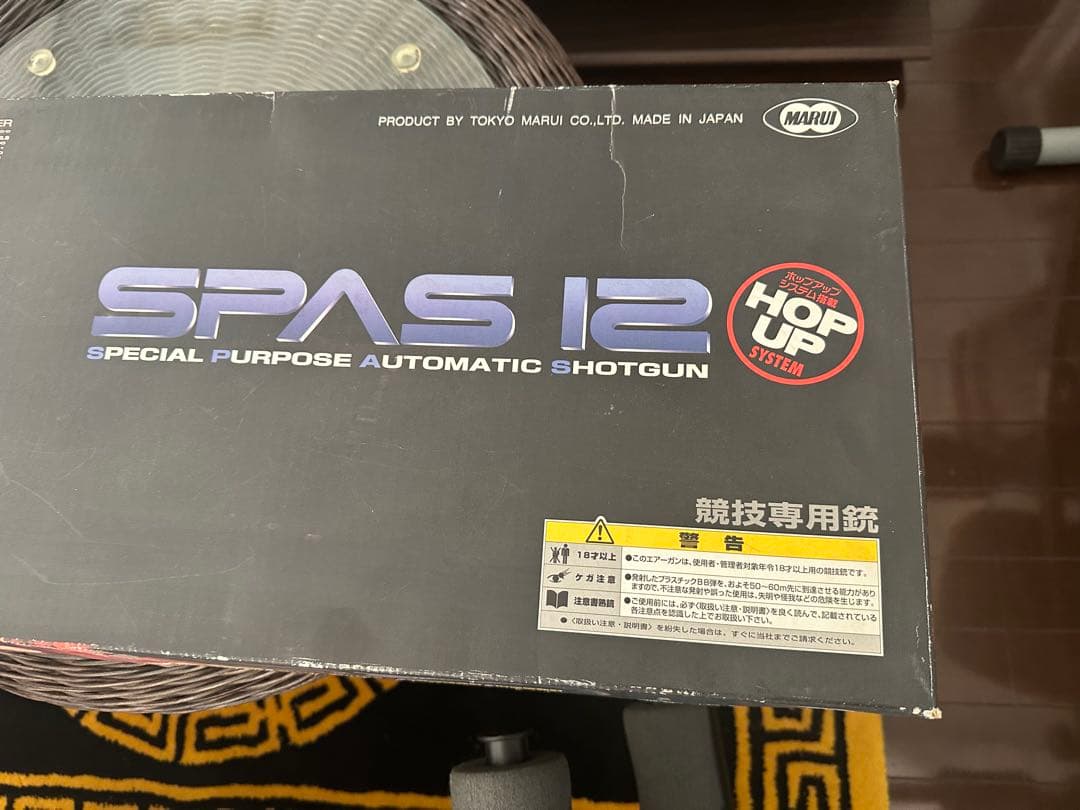 ER
PRODUCT BY TOKYO MARUI CO.,LTD. MADE IN JAPAN
MARUI
SPAS 12
SPECIAL PURPOSE AUTOMATIC SHOTGUN
ホップアップ
システム搭載
HOP
UP
SYSTEM
競技専用銃
警告
18才以上
●このエアーガンは、使用者・管理者対象年令18才以上用の競技銃です。
ケガ注意
●発射したプラスチックBB弾を、およそ50〜60m先に到達させる能力があり
ますので、不注意な発射や誤った使用は、失明や怪我などの危険を生じます。
注意書熟読
●ご使用前には、必ず〈取扱い注意・説明書〉を良く読んで、記載されている
各注意点を認識した上でお取扱い下さい。
●〈取扱い注意・説明書〉を紛失した場合は、すぐに当社までご請求ください。